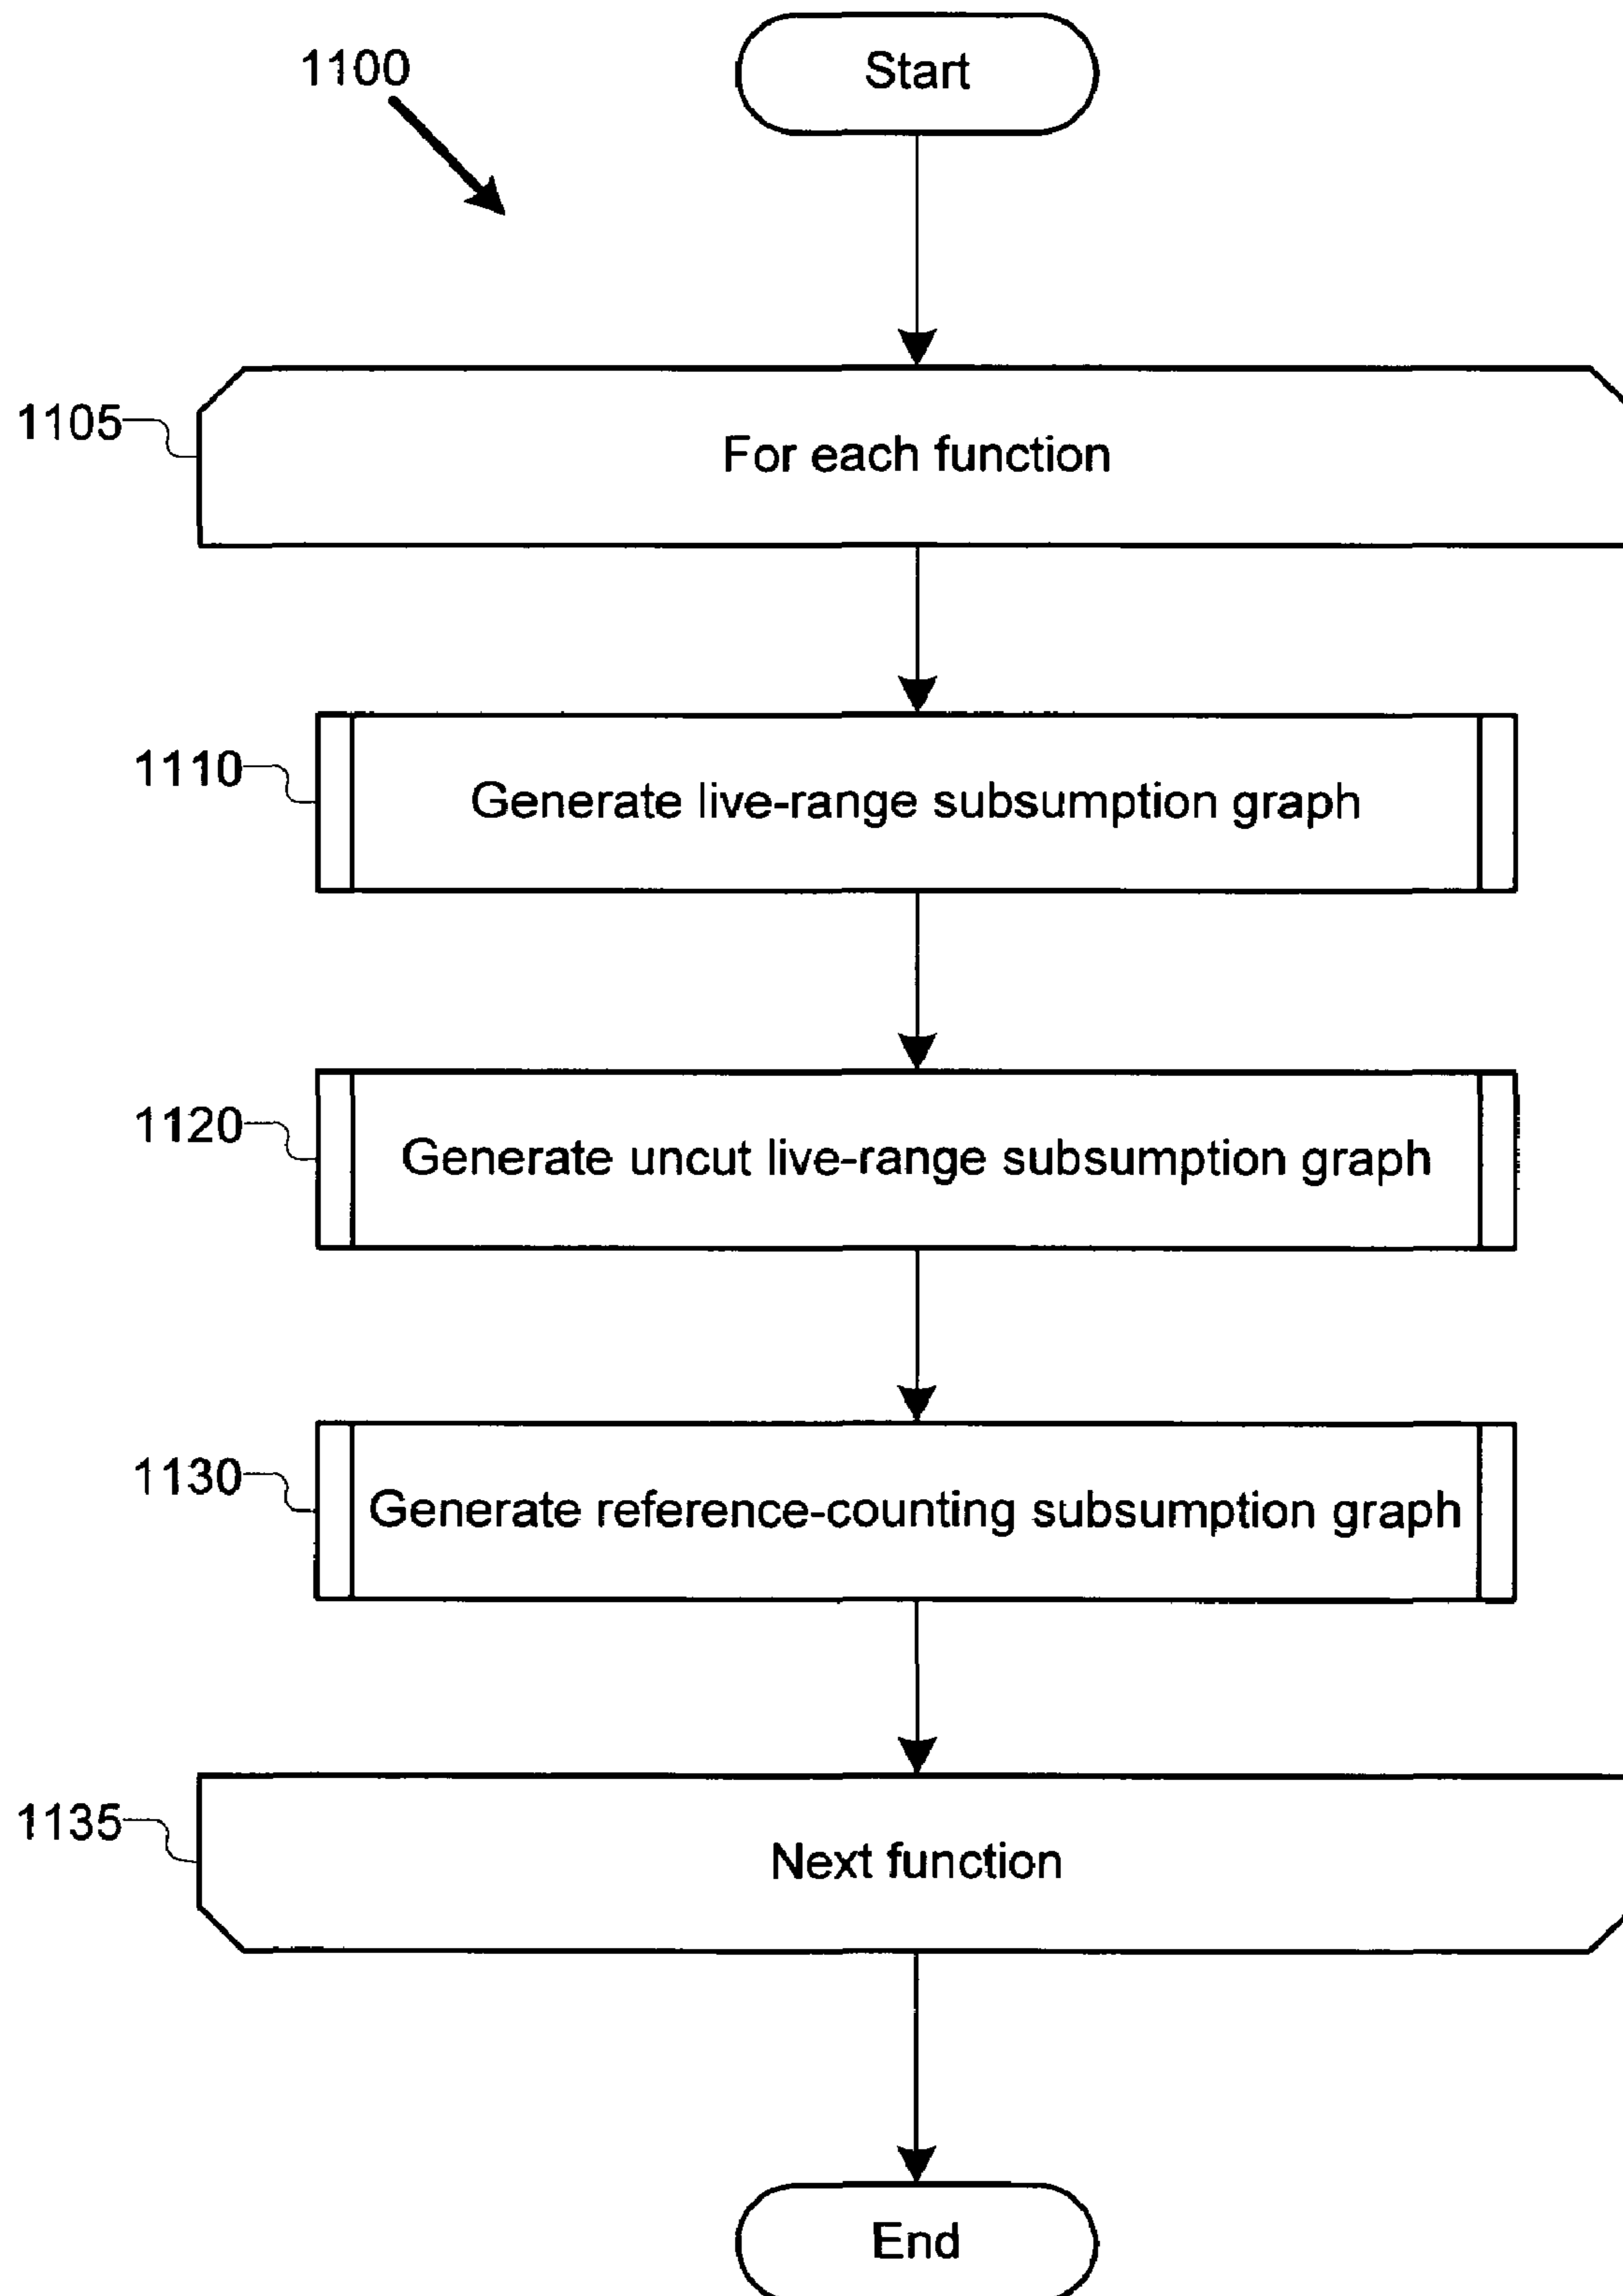 1100
Start
1105
For each function
1110
Generate live-range subsumption graph
1120
Generate uncut live-range subsumption graph
1130
Generate reference-counting subsumption graph
1135
Next function
End